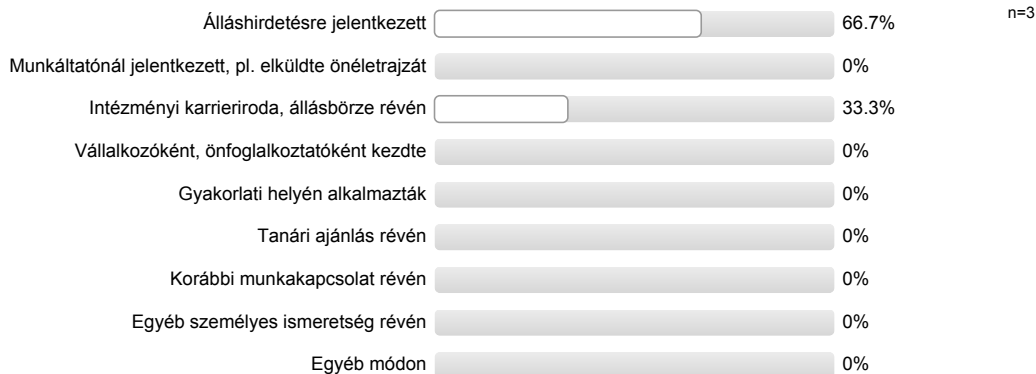 Álláshirdetésre jelentkezett 66.7% n=3
Munkáltatónál jelentkezett, pl. elküldte önéletrajzát 0%
Intézményi karrieriroda, állásbörze révén 33.3%
Vállalkozóként, önfoglalkoztatóként kezdte 0%
Gyakorlati helyén alkalmazták 0%
Tanári ajánlás révén 0%
Korábbi munkakapcsolat révén 0%
Egyéb személyes ismeretség révén 0%
Egyéb módon 0%